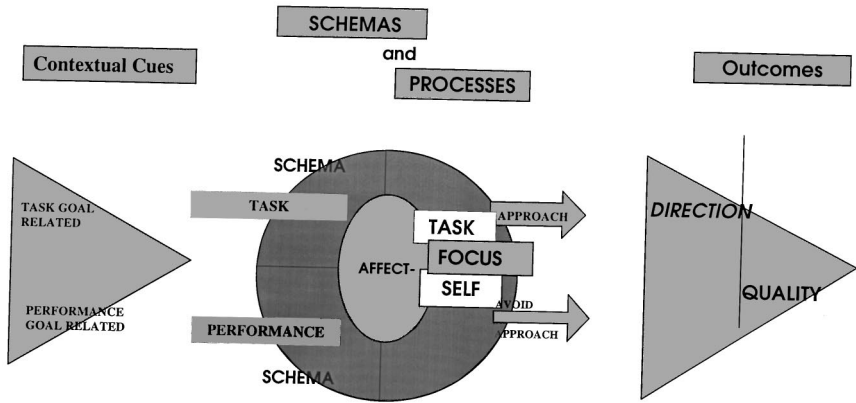 SCHEMAS
and
PROCESSES
Contextual Cues
Outcomes
SCHEMA
TASK GOAL
RELATED
TASK
APPROACH
TASK
FOCUS
AFFECT-
SELF
DIRECTION
QUALITY
PERFORMANCE
GOAL RELATED
PERFORMANCE
AVOID
APPROACH
SCHEMA